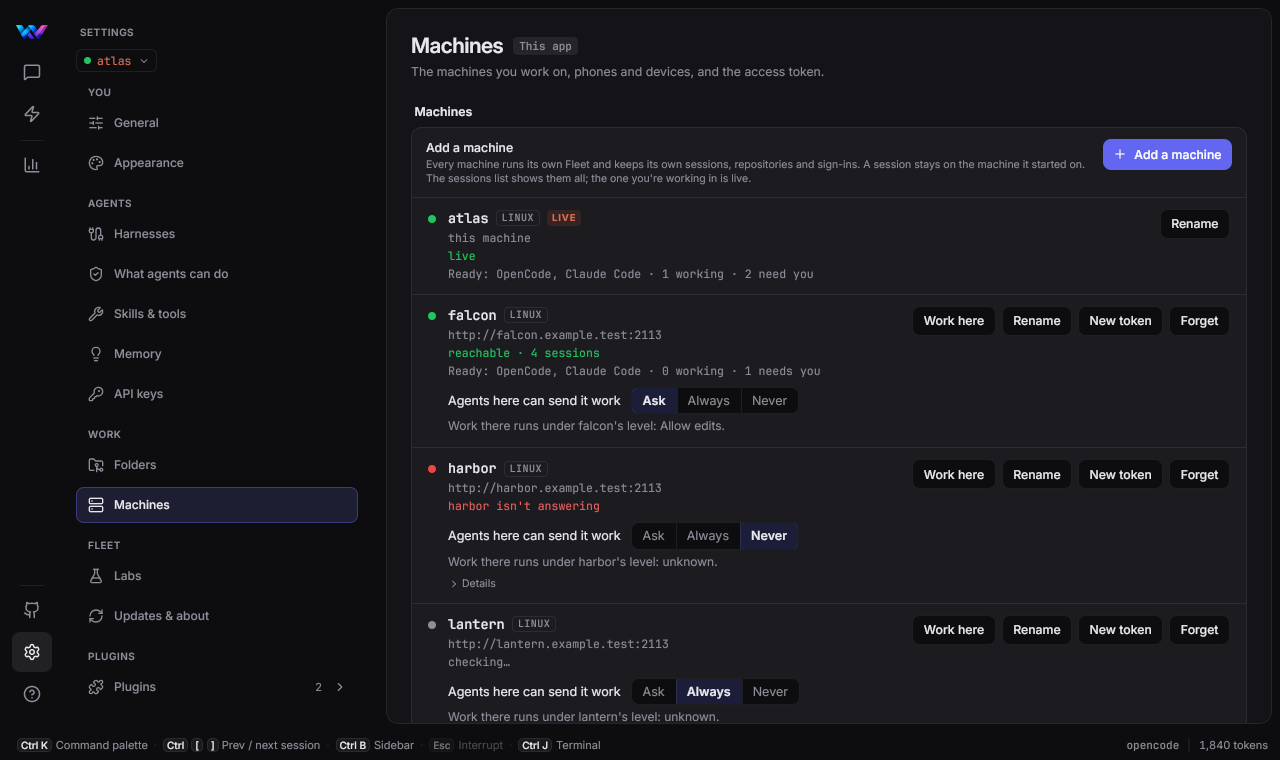 SETTINGS
atlas
YOU
General
Appearance
AGENTS
Harnesses
What agents can do
Skills & tools
Memory
API keys
WORK
Folders
Machines
FLEET
Labs
Updates & about
PLUGINS
Plugins 2
Machines This app
The machines you work on, phones and devices, and the access token.
Machines
Add a machine
Every machine runs its own Fleet and keeps its own sessions, repositories and sign-ins. A session stays on the machine it started on.
The sessions list shows them all; the one you're working in is live.
+ Add a machine
atlas LINUX LIVE
this machine
live
Ready: OpenCode, Claude Code · 1 working · 2 need you
Rename
falcon LINUX
http://falcon.example.test:2113
reachable · 4 sessions
Ready: OpenCode, Claude Code · 0 working · 1 needs you
Work here Rename New token Forget
Agents here can send it work Ask Always Never
Work there runs under falcon's level: Allow edits.
harbor LINUX
http://harbor.example.test:2113
harbor isn't answering
Work here Rename New token Forget
Agents here can send it work Ask Always Never
Work there runs under harbor's level: unknown.
Details
lantern LINUX
http://lantern.example.test:2113
checking…
Work here Rename New token Forget
Agents here can send it work Ask Always Never
Work there runs under lantern's level: unknown.
Ctrl K Command palette · Ctrl [ ] Prev / next session · Ctrl B Sidebar · Esc Interrupt · Ctrl J Terminal
opencode 1,840 tokens